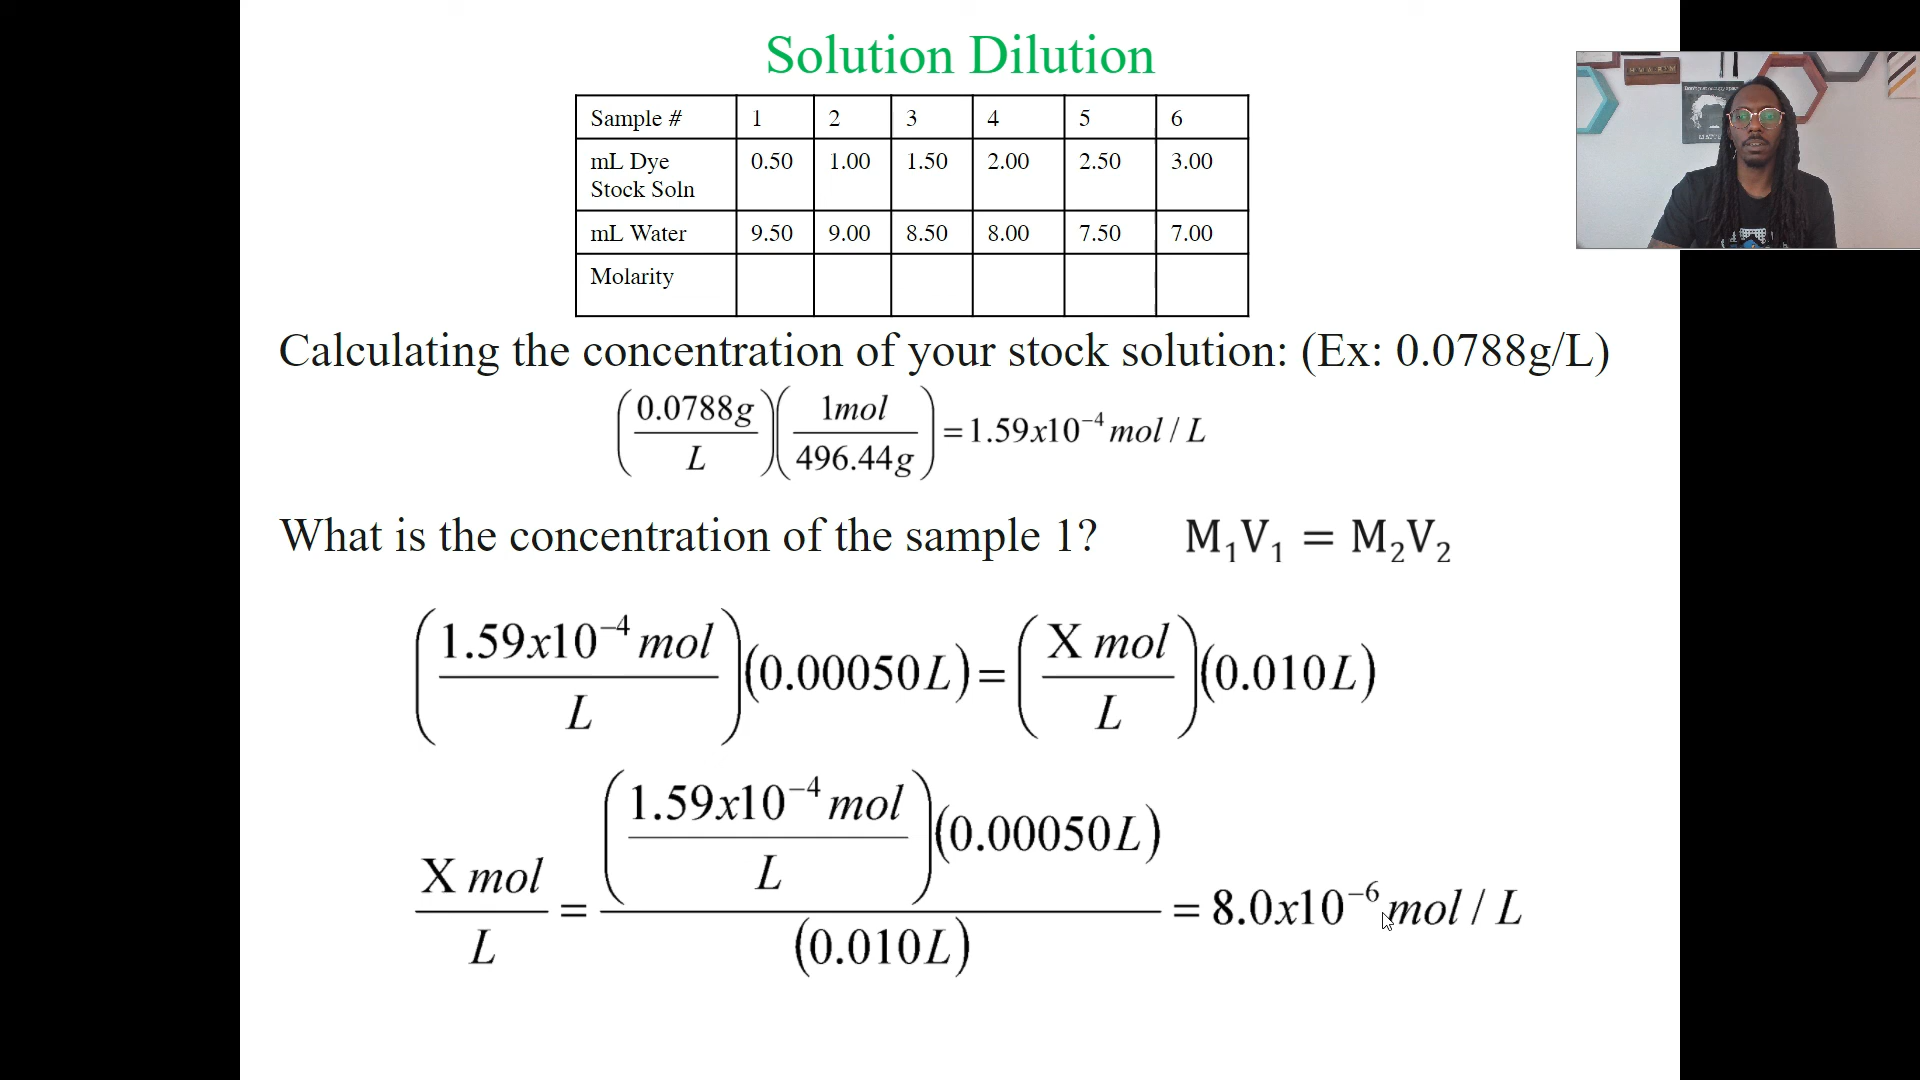 Solution Dilution
Sample # 1 2 3 4 5 6
mL Dye Stock Soln 0.50 1.00 1.50 2.00 2.50 3.00
mL Water 9.50 9.00 8.50 8.00 7.50 7.00
Molarity
Calculating the concentration of your stock solution: (Ex: 0.0788g/L)
(0.0788g / L)(1mol / 496.44g) = 1.59x10⁻⁴ mol / L
What is the concentration of the sample 1? M₁V₁ = M₂V₂
(1.59x10⁻⁴ mol / L)(0.00050L) = (X mol / L)(0.010L)
X mol / L = (1.59x10⁻⁴ mol / L)(0.00050L) / (0.010L) = 8.0x10⁻⁶ mol / L